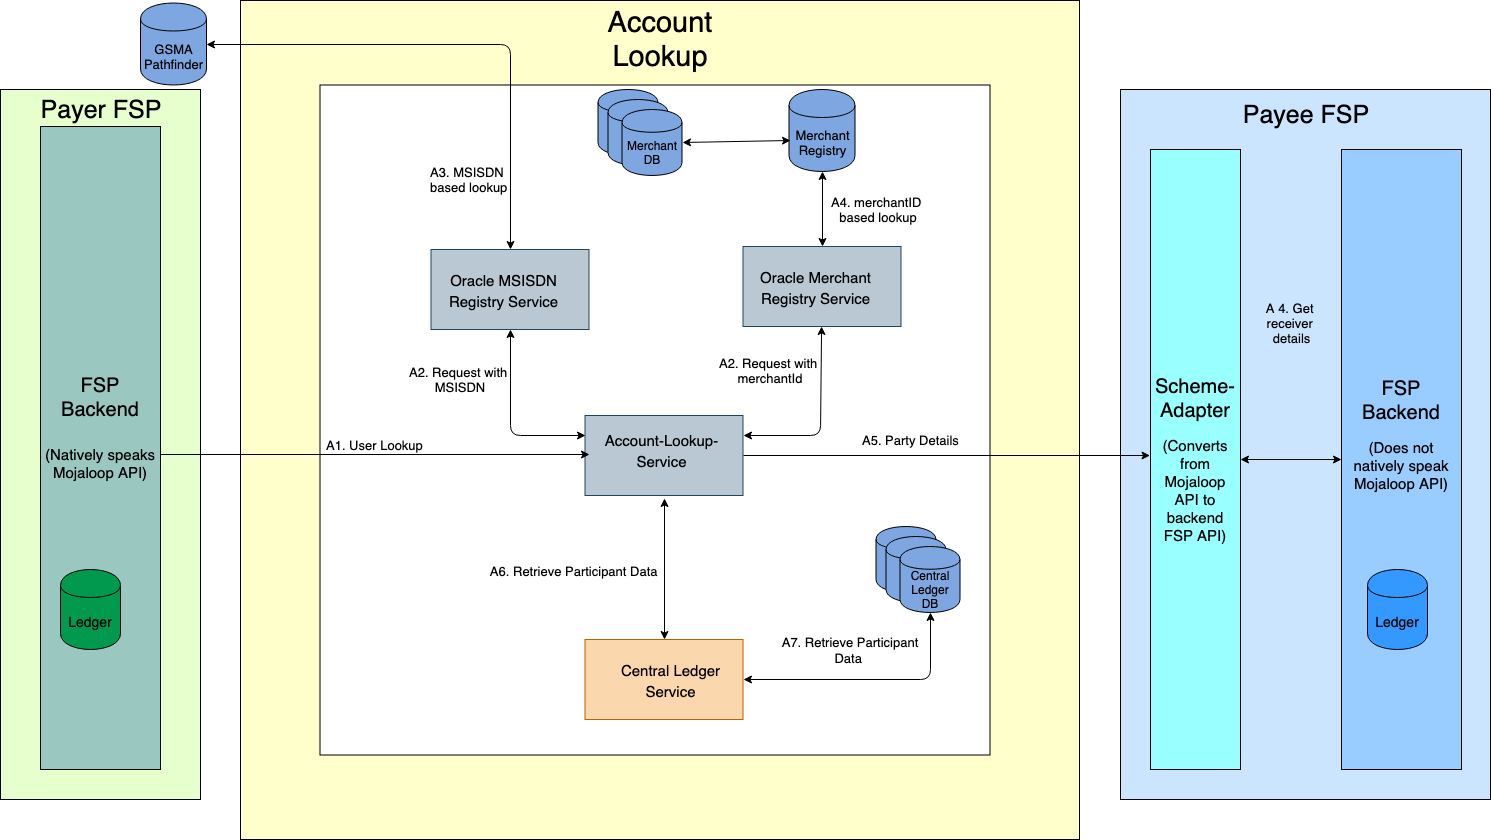 Account
Lookup
GSMA
Pathfinder
Payer FSP
FSP
Backend
(Natively speaks
Mojaloop API)
Ledger
A3. MSISDN
based lookup
Merchant
DB
Merchant
Registry
A4. merchantID
based lookup
Oracle MSISDN
Registry Service
Oracle Merchant
Registry Service
A2. Request with
MSISDN
A2. Request with
merchantId
A1. User Lookup
Account-Lookup-
Service
A5. Party Details
A6. Retrieve Participant Data
Central
Ledger
DB
A7. Retrieve Participant
Data
Central Ledger
Service
Payee FSP
Scheme-
Adapter
(Converts
from
Mojaloop
API to
backend
FSP API)
A 4. Get
receiver
details
FSP
Backend
(Does not
natively speak
Mojaloop API)
Ledger